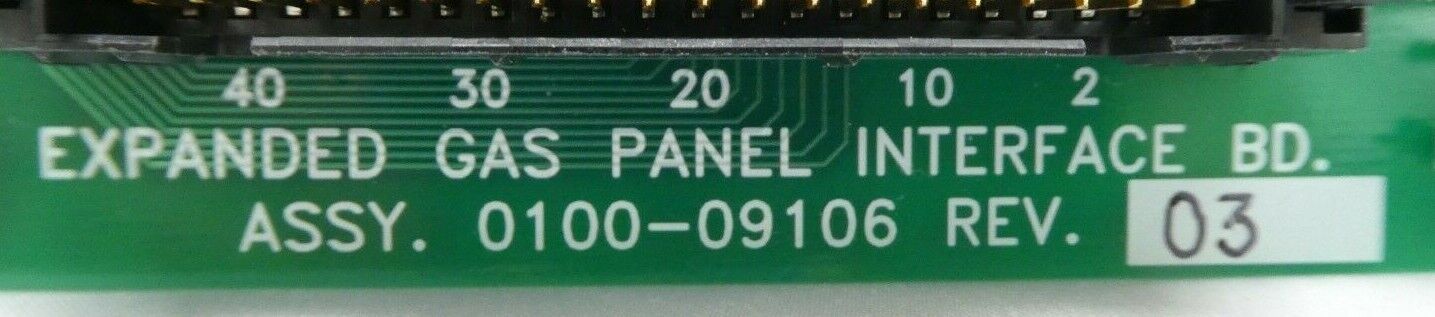 40 30 20 10 2
EXPANDED GAS PANEL INTERFACE BD.
ASSY. 0100-09106 REV. 03